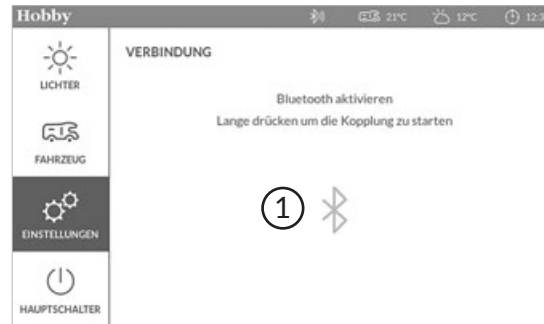 Hobby 21°C 12°C 12:3
LICHTER
FAHRZEUG
EINSTELLUNGEN
HAUPTSCHALTER
VERBINDUNG
Bluetooth aktivieren
Lange drücken um die Kopplung zu starten
1